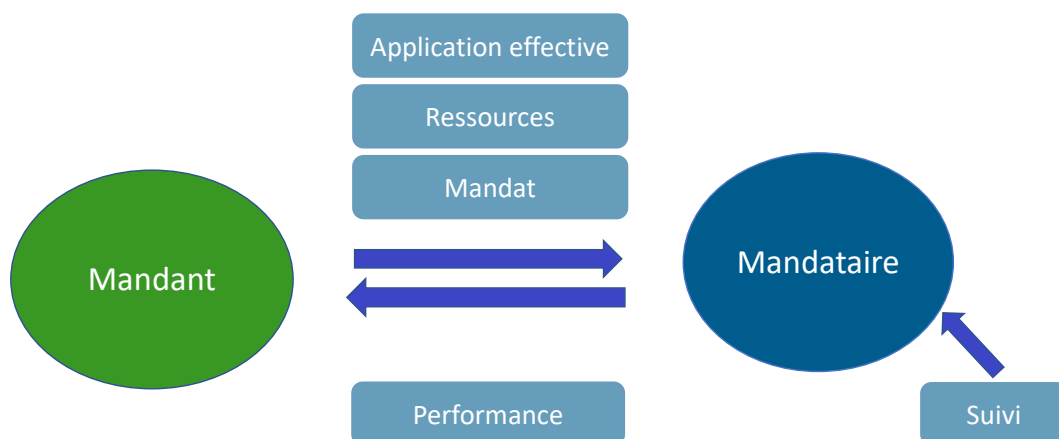 Application effective
Ressources
Mandat
Mandant
Mandataire
Performance
Suivi